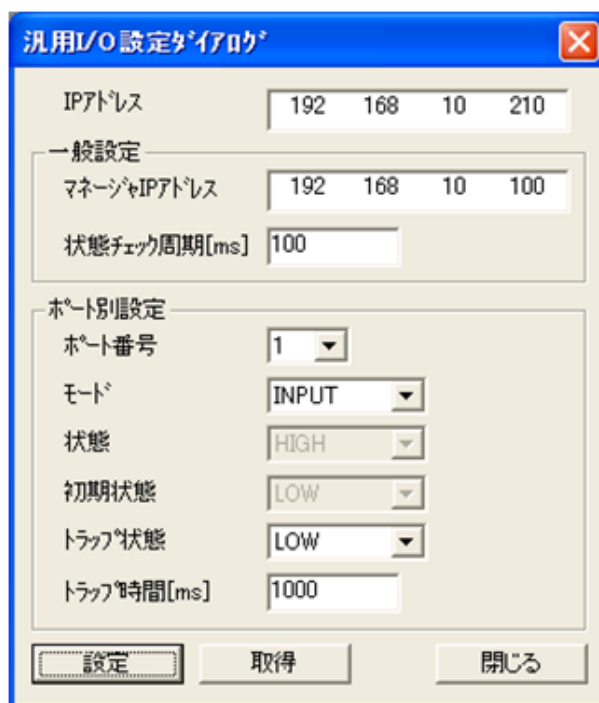 汎用I/O設定ﾀﾞｲｱﾛｸﾞ
IPｱﾄﾞﾚｽ 192 168 10 210
一般設定
ﾏﾈｰｼﾞｬIPｱﾄﾞﾚｽ 192 168 10 100
状態ﾁｪｯｸ周期[ms] 100
ﾎﾟｰﾄ別設定
ﾎﾟｰﾄ番号 1
ﾓｰﾄﾞ INPUT
状態 HIGH
初期状態 LOW
ﾄﾗｯﾌﾟ状態 LOW
ﾄﾗｯﾌﾟ時間[ms] 1000
設定 取得 閉じる